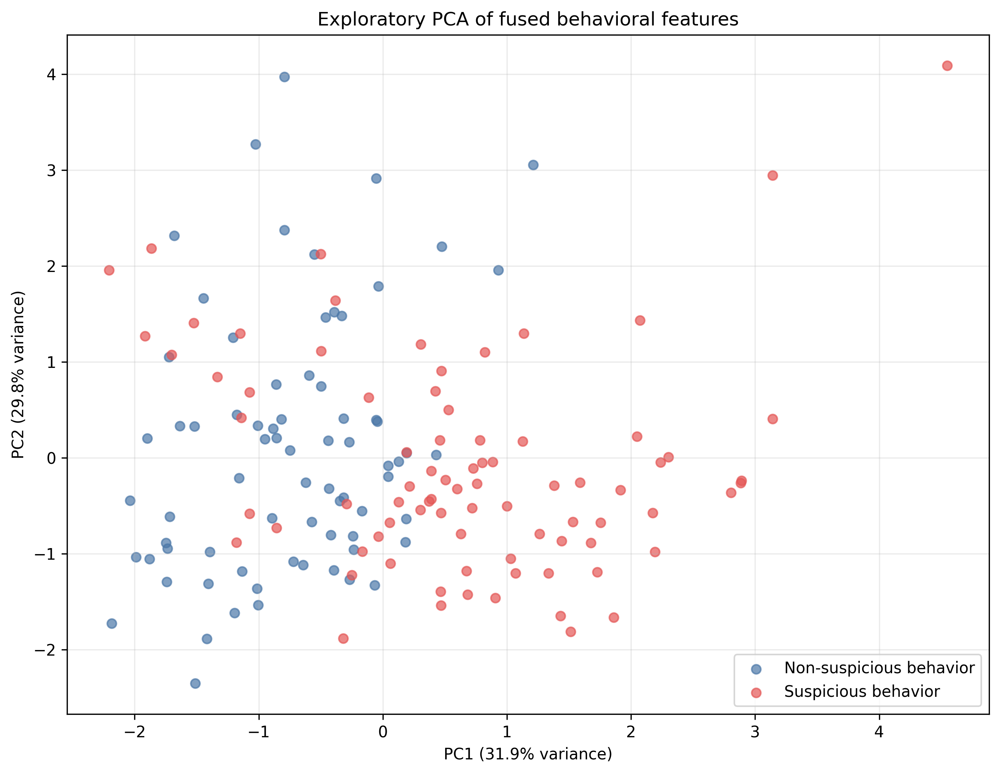 Exploratory PCA of fused behavioral features
PC2 (29.8% variance)
4
3
2
1
0
−1
−2
−2
−1
0
1
2
3
4
PC1 (31.9% variance)
Non-suspicious behavior
Suspicious behavior